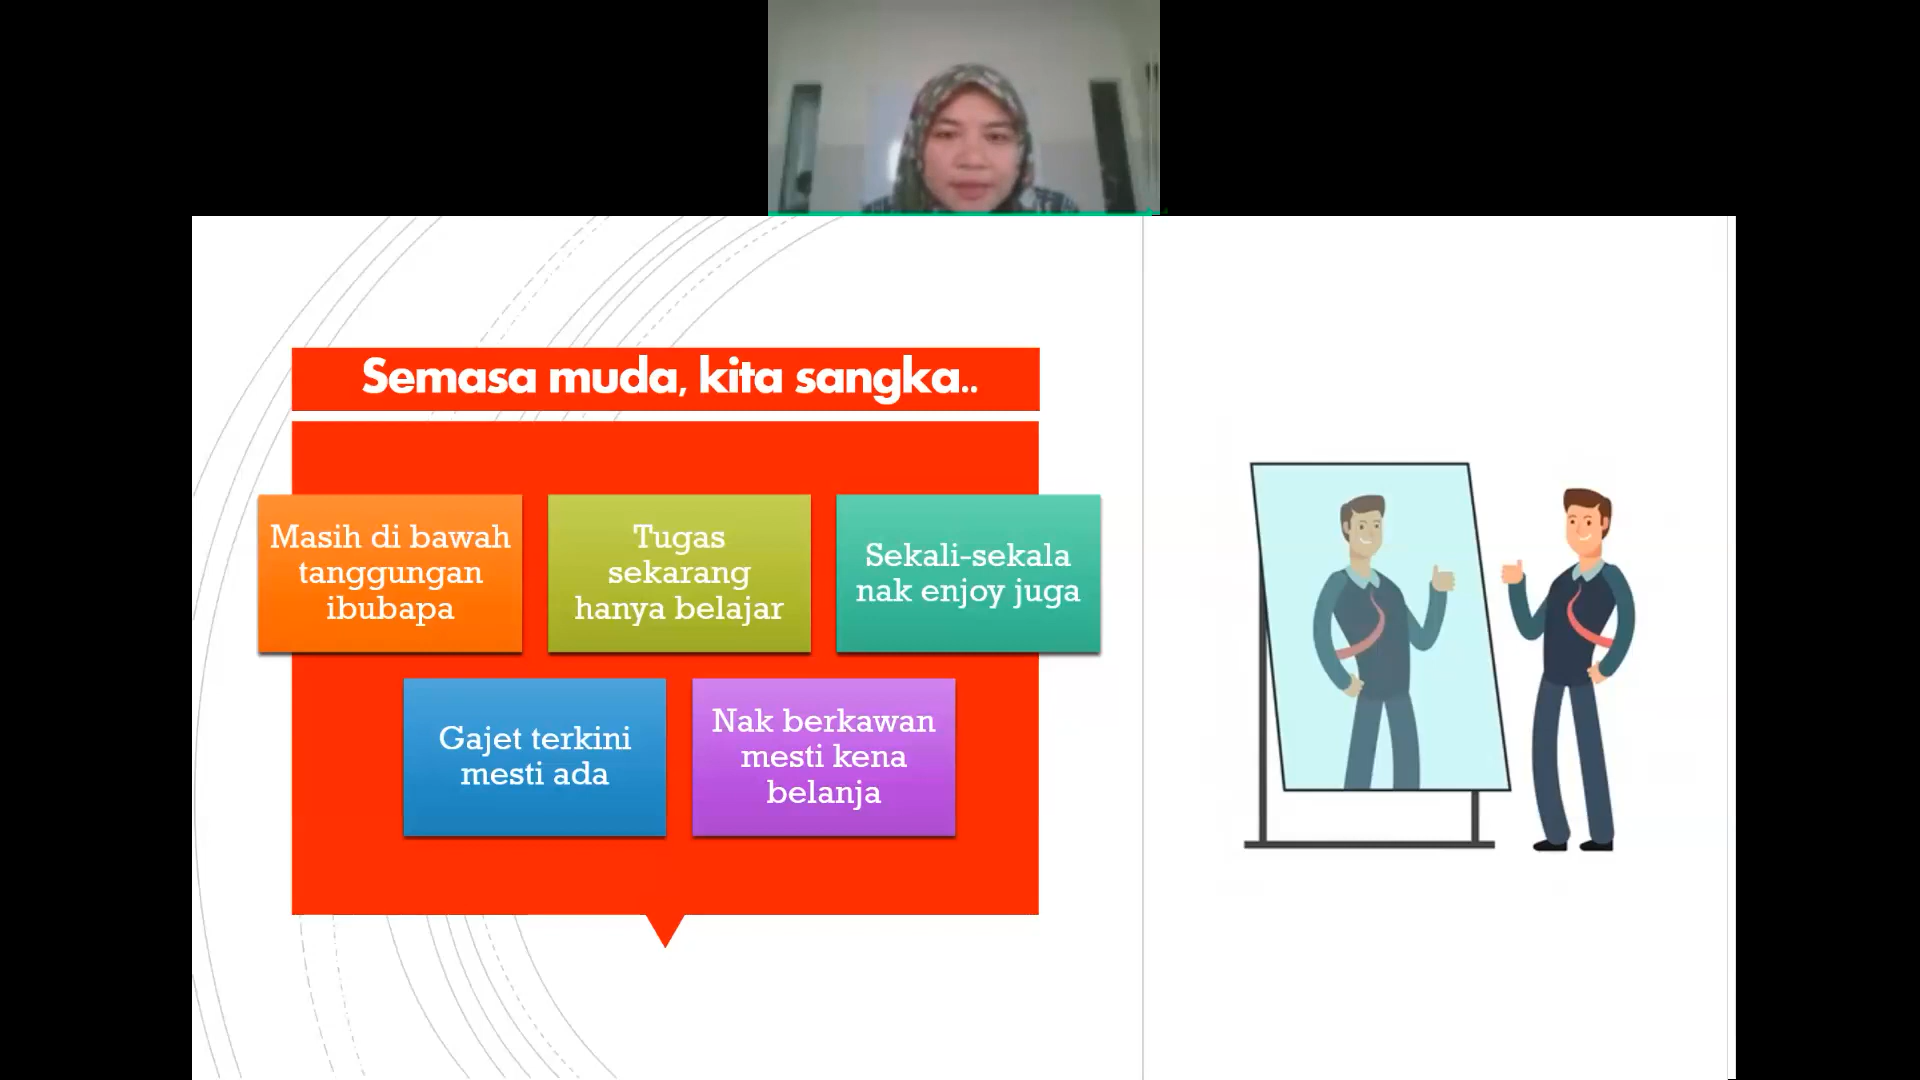 Semasa muda, kita sangka..
Masih di bawah
tanggungan
ibubapa
Tugas
sekarang
hanya belajar
Sekali-sekala
nak enjoy juga
Gajet terkini
mesti ada
Nak berkawan
mesti kena
belanja